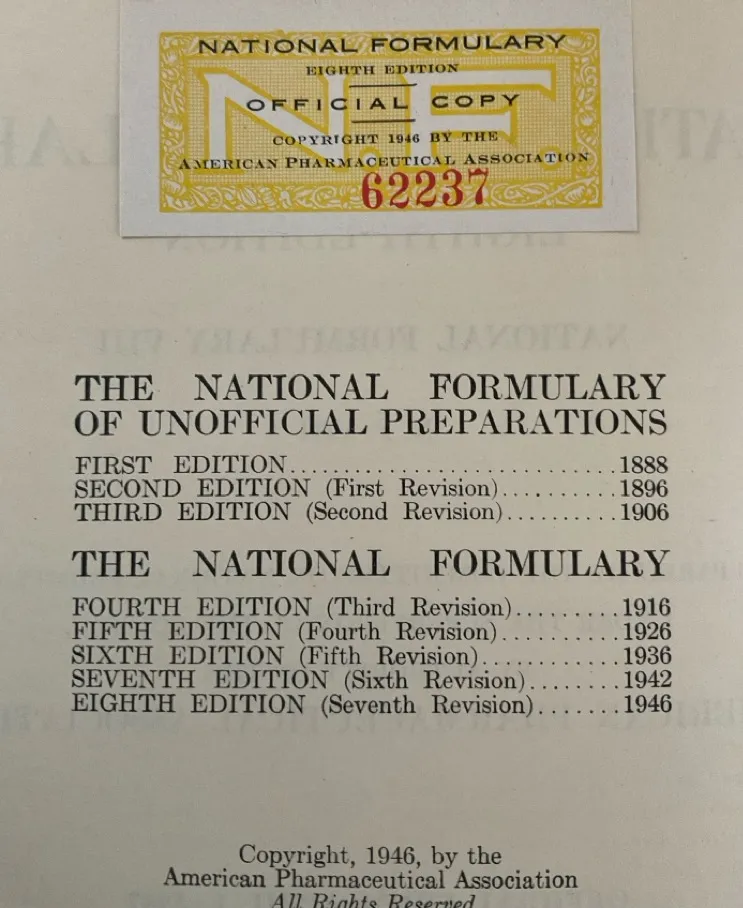 NATIONAL FORMULARY
EIGHTH EDITION
OFFICIAL COPY
COPYRIGHT 1946 BY THE
AMERICAN PHARMACEUTICAL ASSOCIATION
62237
THE NATIONAL FORMULARY
OF UNOFFICIAL PREPARATIONS
FIRST EDITION..............................1888
SECOND EDITION (First Revision)..........1896
THIRD EDITION (Second Revision)..........1906
THE NATIONAL FORMULARY
FOURTH EDITION (Third Revision).........1916
FIFTH EDITION (Fourth Revision)..........1926
SIXTH EDITION (Fifth Revision)............1936
SEVENTH EDITION (Sixth Revision)........1942
EIGHTH EDITION (Seventh Revision).......1946
Copyright, 1946, by the
American Pharmaceutical Association
All Rights Reserved